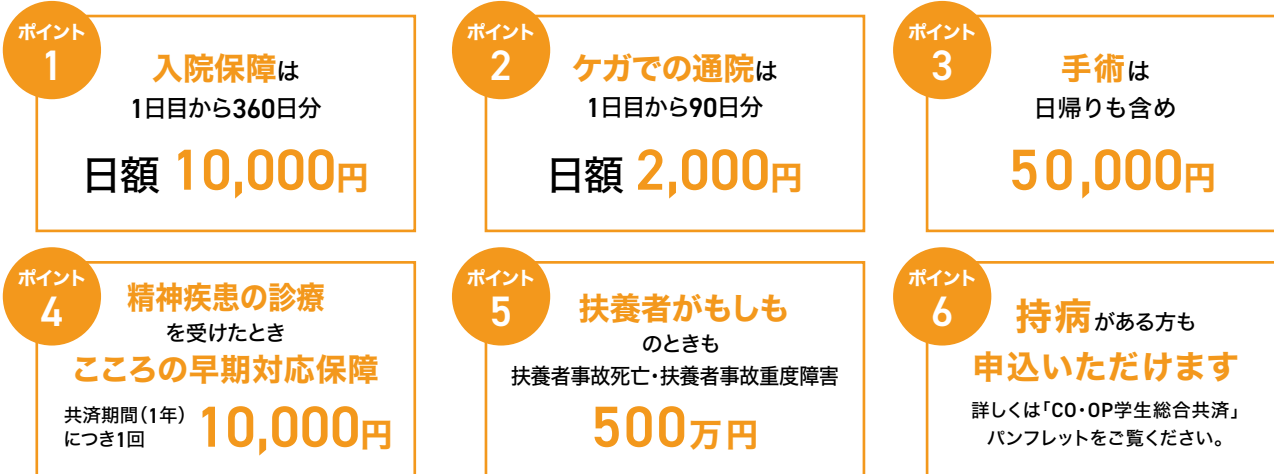 ポイント
1
入院保障は
1日目から360日分
日額 10,000円
ポイント
2
ケガでの通院は
1日目から90日分
日額 2,000円
ポイント
3
手術は
日帰りも含め
50,000円
ポイント
4
精神疾患の診療
を受けたとき
こころの早期対応保障
共済期間(1年)
につき1回
10,000円
ポイント
5
扶養者がもしも
のときも
扶養者事故死亡・扶養者事故重度障害
500万円
ポイント
6
持病がある方も
申込いただけます
詳しくは「CO・OP学生総合共済」
パンフレットをご覧ください。